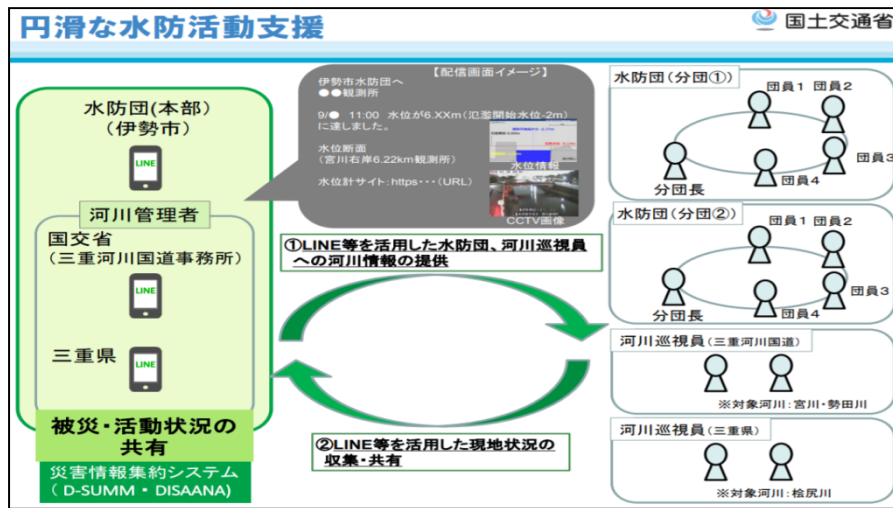 円滑な水防活動支援
国土交通省
水防団(本部)
(伊勢市)
LINE
河川管理者
国交省
(三重河川国道事務所)
LINE
三重県
LINE
被災・活動状況の
共有
災害情報集約システム
( D-SUMM ・ DISAANA)
【配信画面イメージ】
伊勢市水防団へ
●●観測所
9/● 11:00 水位が6.XXm(氾濫開始水位-2m)
に達しました。
水位断面
(宮川右岸6.22km観測所)
水位計サイト:https・・・(URL)
水位情報
CCTV画像
①LINE等を活用した水防団、河川巡視員
への河川情報の提供
②LINE等を活用した現地状況の
収集・共有
水防団(分団①)
団員1
団員2
団員3
団員4
分団長
水防団(分団②)
団員1
団員2
団員3
団員4
分団長
河川巡視員(三重河川国道)
※対象河川:宮川・勢田川
河川巡視員(三重県)
※対象河川:桧尻川